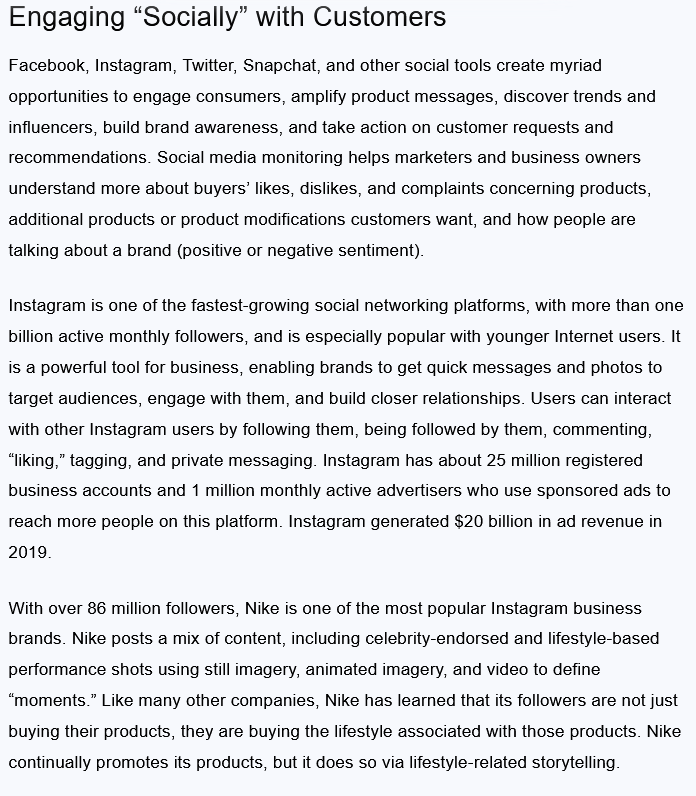 Engaging “Socially” with Customers
Facebook, Instagram, Twitter, Snapchat, and other social tools create myriad
opportunities to engage consumers, amplify product messages, discover trends and
influencers, build brand awareness, and take action on customer requests and
recommendations. Social media monitoring helps marketers and business owners
understand more about buyers’ likes, dislikes, and complaints concerning products,
additional products or product modifications customers want, and how people are
talking about a brand (positive or negative sentiment).
Instagram is one of the fastest-growing social networking platforms, with more than one
billion active monthly followers, and is especially popular with younger Internet users. It
is a powerful tool for business, enabling brands to get quick messages and photos to
target audiences, engage with them, and build closer relationships. Users can interact
with other Instagram users by following them, being followed by them, commenting,
“liking,” tagging, and private messaging. Instagram has about 25 million registered
business accounts and 1 million monthly active advertisers who use sponsored ads to
reach more people on this platform. Instagram generated $20 billion in ad revenue in
2019.
With over 86 million followers, Nike is one of the most popular Instagram business
brands. Nike posts a mix of content, including celebrity-endorsed and lifestyle-based
performance shots using still imagery, animated imagery, and video to define
“moments.” Like many other companies, Nike has learned that its followers are not just
buying their products, they are buying the lifestyle associated with those products. Nike
continually promotes its products, but it does so via lifestyle-related storytelling.